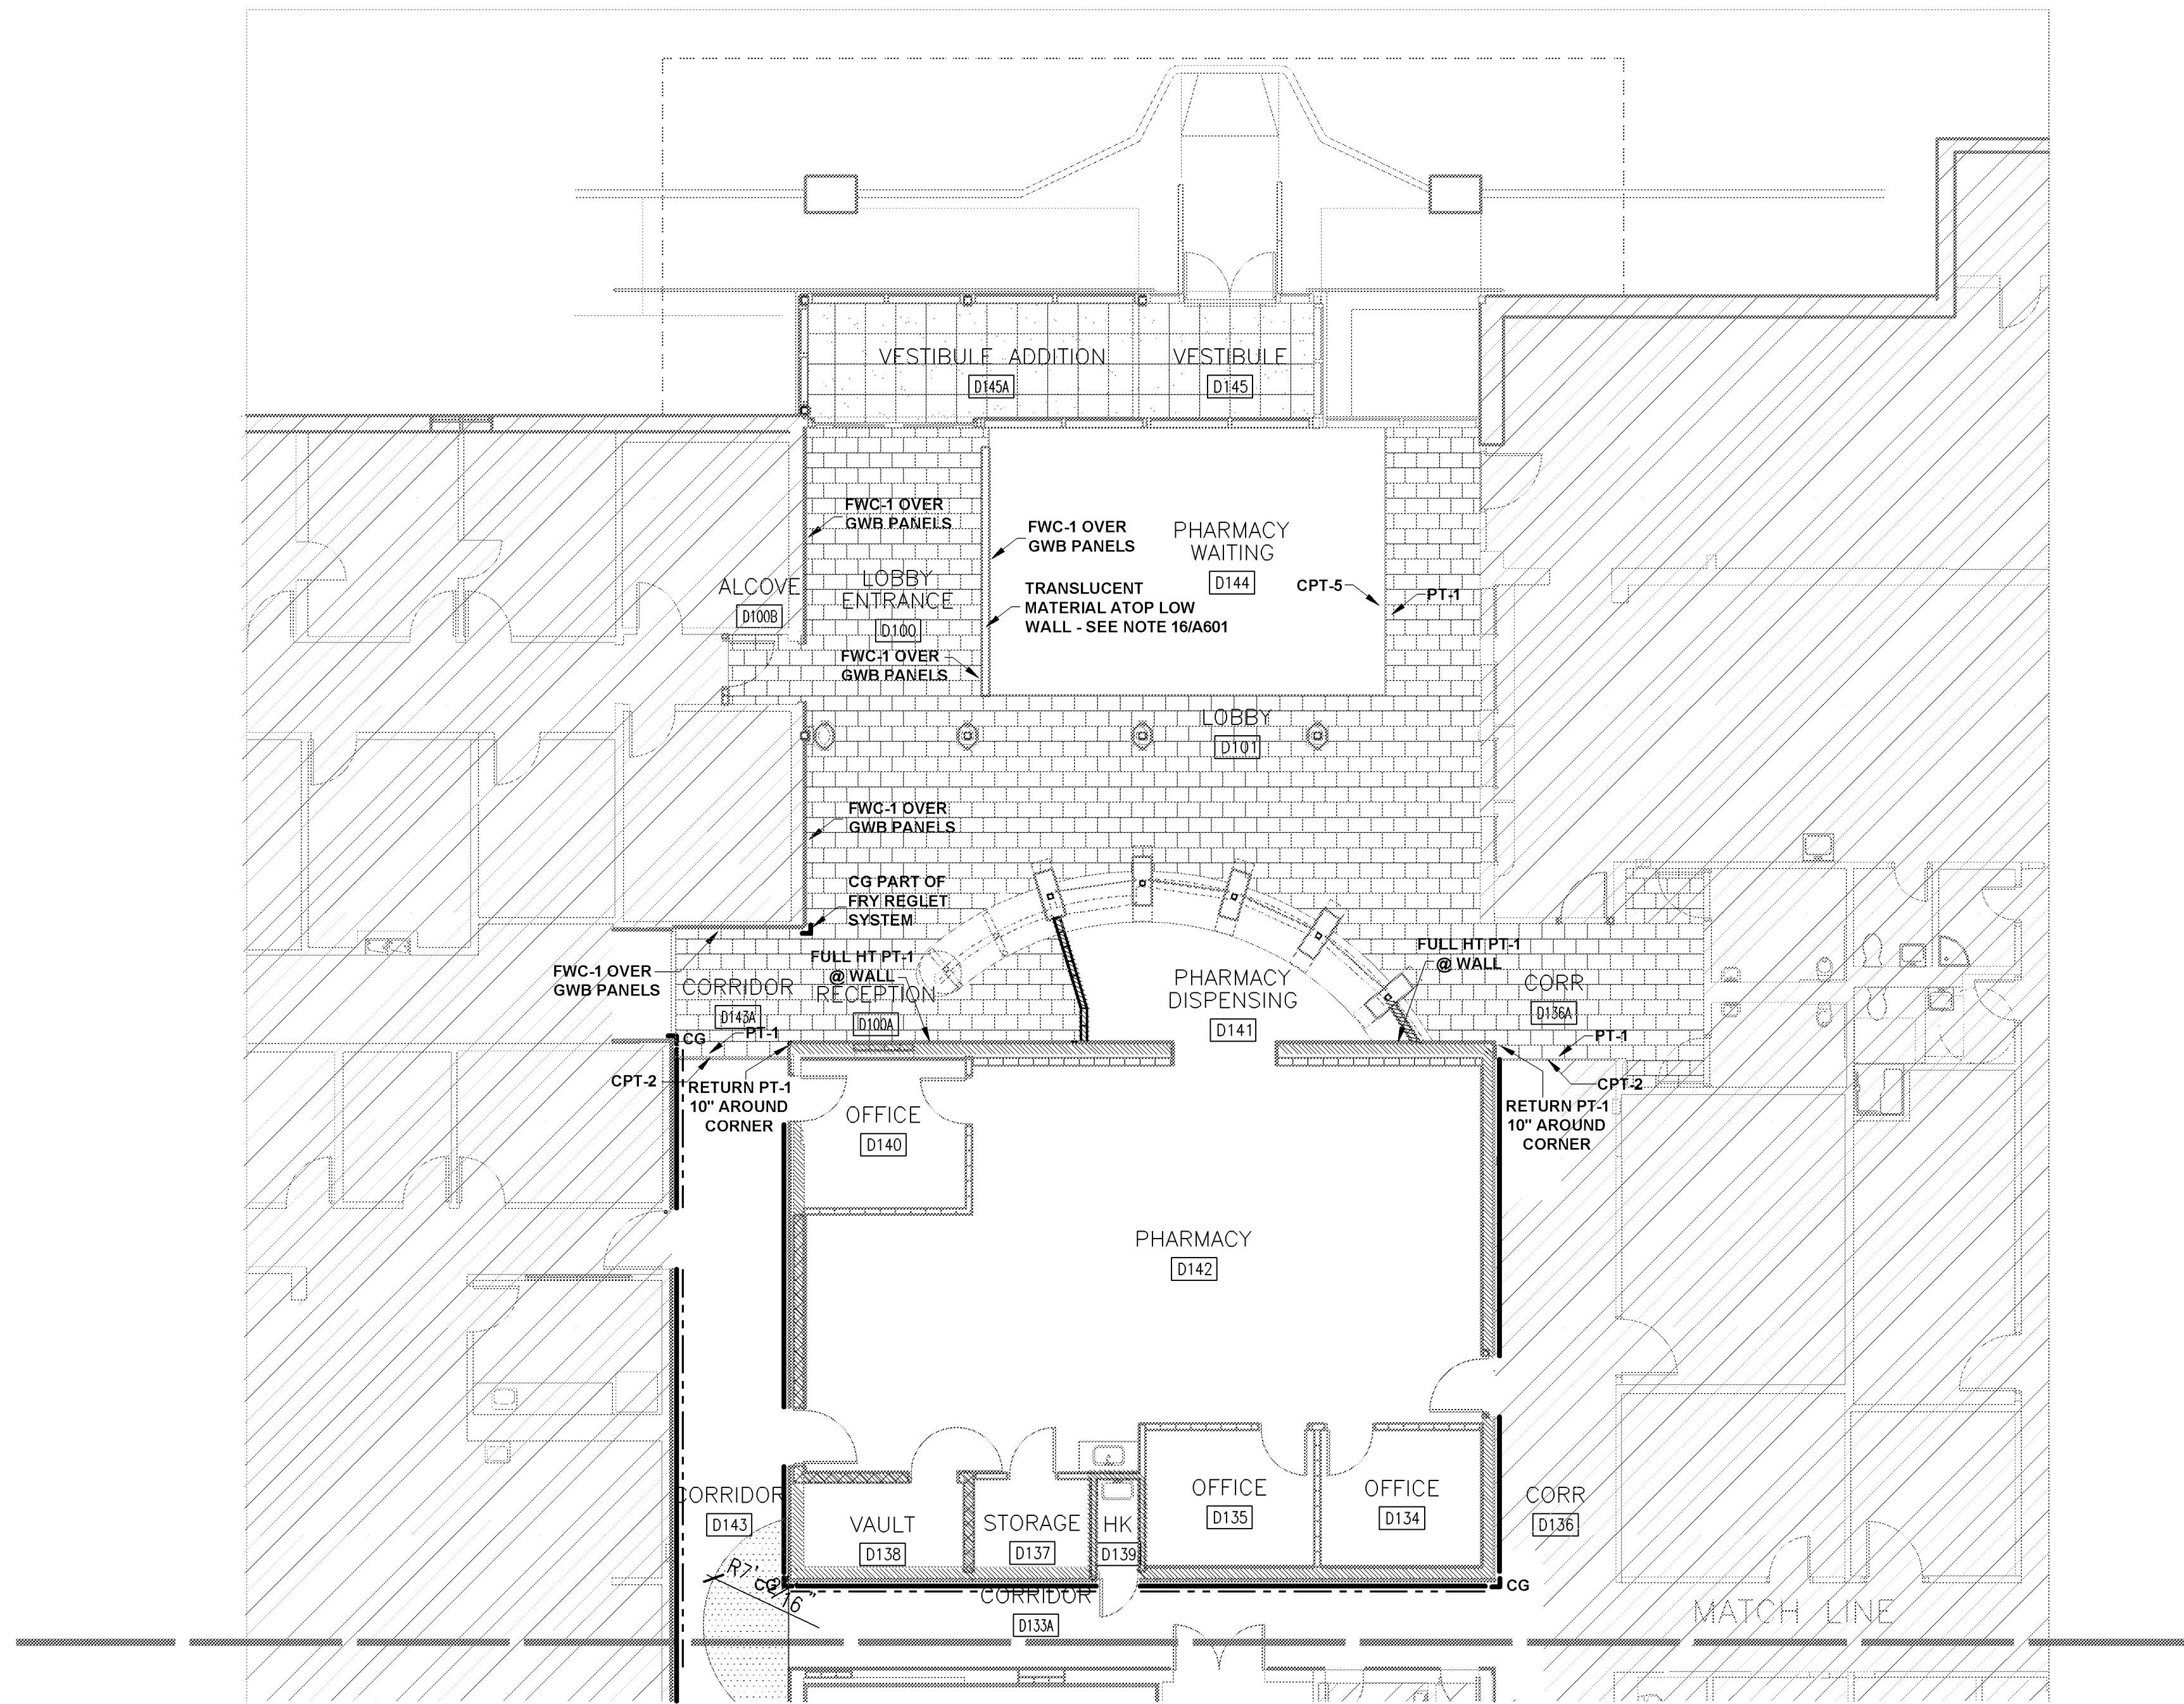 VESTIBULE ADDITION
D145A
VESTIBULE
D145
FWC-1 OVER
GWB PANELS
FWC-1 OVER
GWB PANELS
PHARMACY
WAITING
D144
ALCOVE
D100B
LOBBY
ENTRANCE
D100
TRANSLUCENT
MATERIAL ATOP LOW
WALL - SEE NOTE 16/A601
CPT-5
PT-1
FWC-1 OVER
GWB PANELS
LOBBY
D101
FWC-1 OVER
GWB PANELS
CG PART OF
FRY REGLET
SYSTEM
FWC-1 OVER
GWB PANELS
CORRIDOR
D143A
FULL HT PT-1
@ WALL
RECEPTION
D100A
PHARMACY
DISPENSING
D141
FULL HT PT-1
@ WALL
CORR
D136A
CG
PT-1
PT-1
CPT-2
CPT-2
RETURN PT-1
10" AROUND
CORNER
RETURN PT-1
10" AROUND
CORNER
OFFICE
D140
PHARMACY
D142
CORRIDOR
D143
VAULT
D138
STORAGE
D137
HK
D139
OFFICE
D135
OFFICE
D134
CORR
D136
CG
CG
CORRIDOR
D133A
MATCH LINE